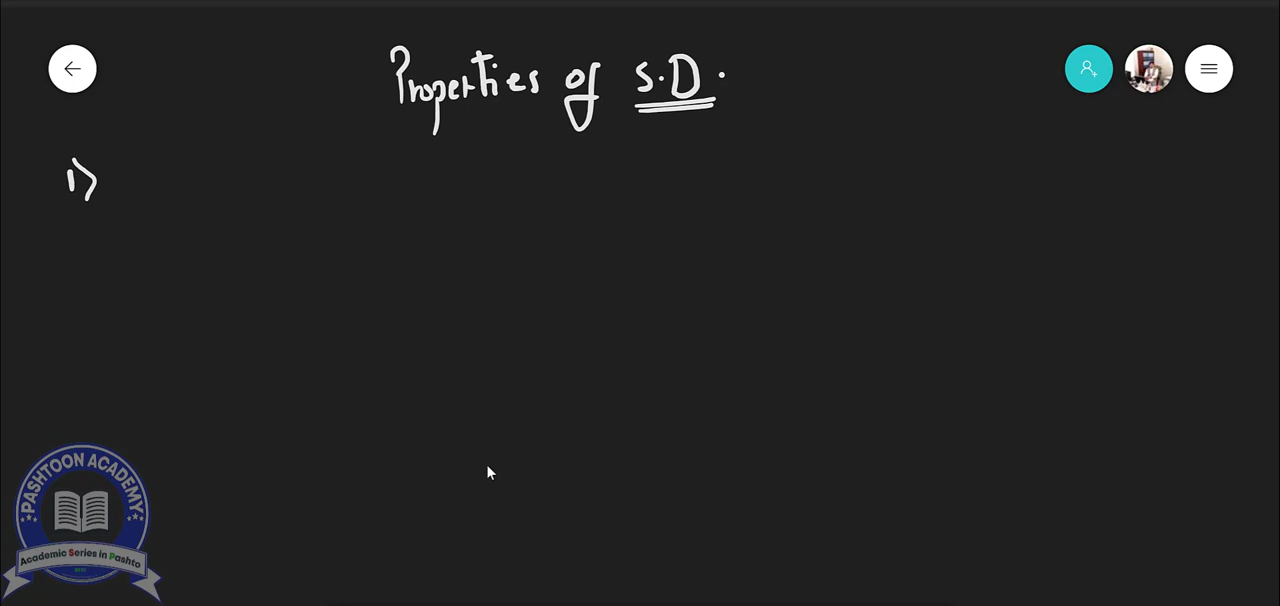 Properties of S.D.
1)
PASHTOON ACADEMY
Academic Series in Pashto